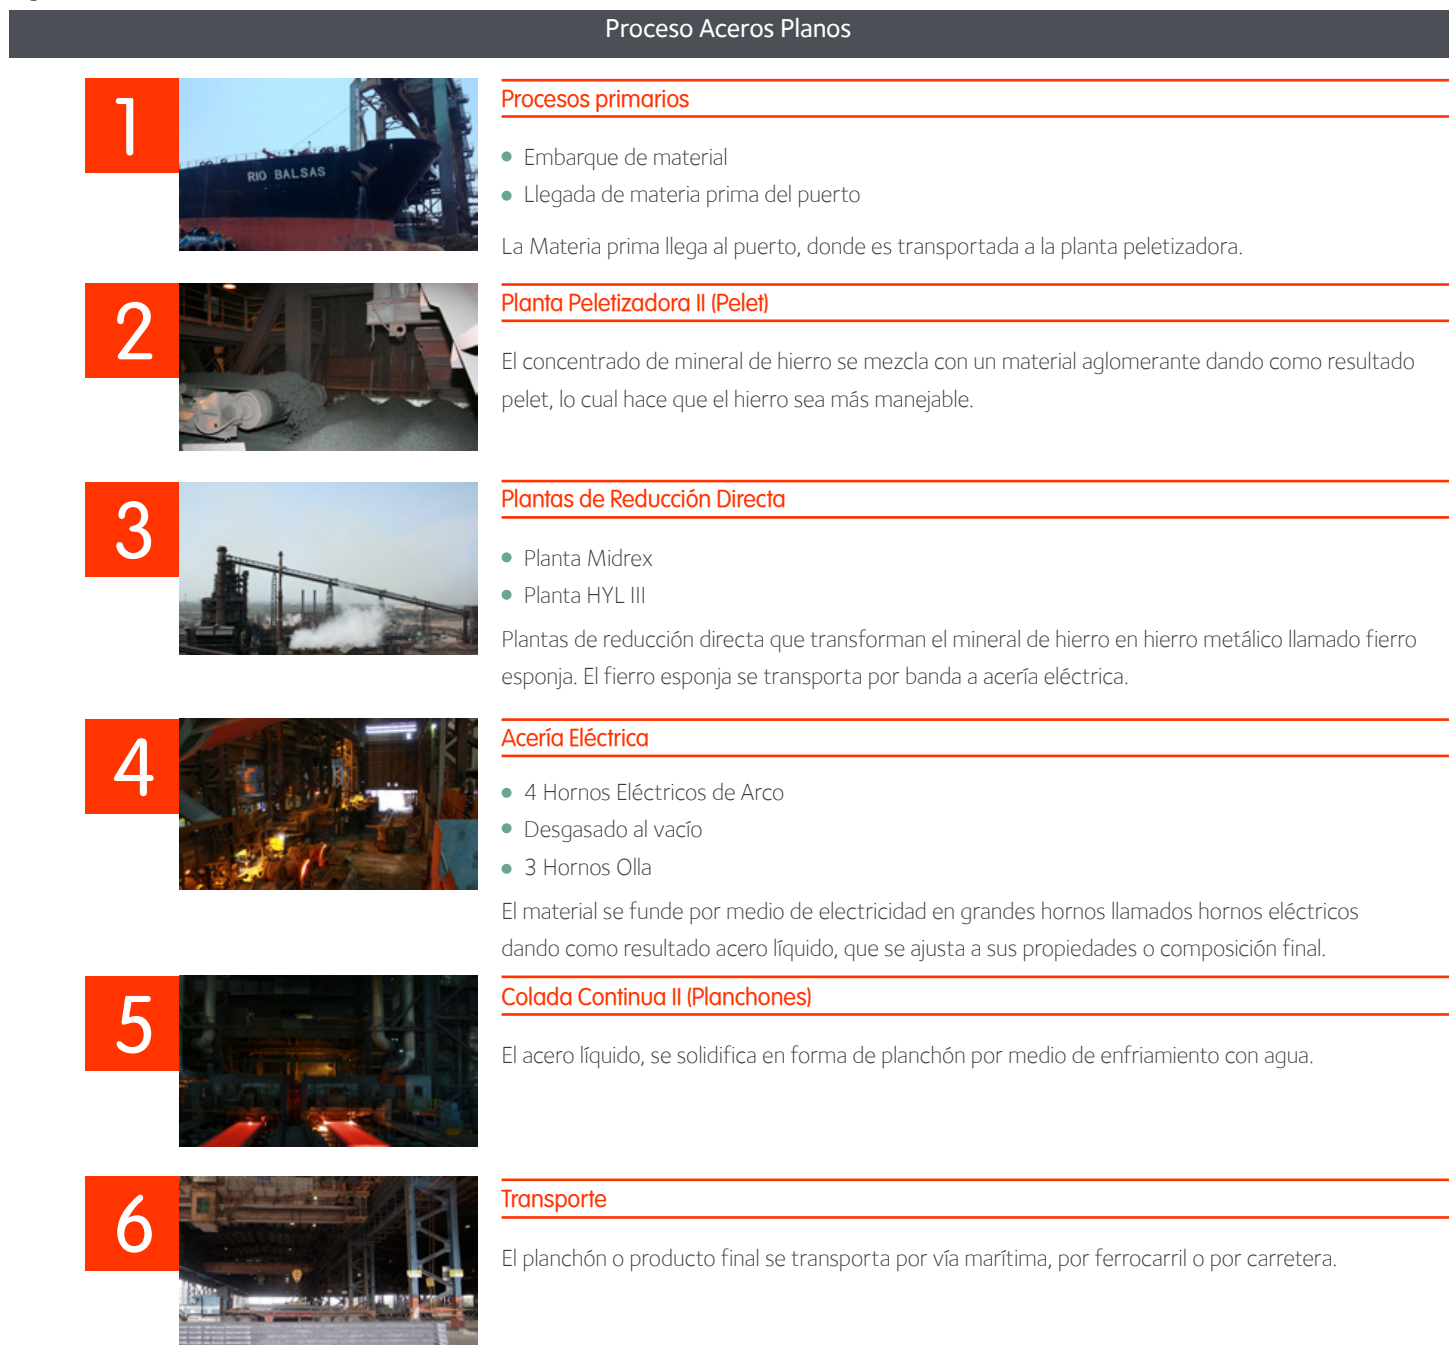 Proceso Aceros Planos
1
RIO BALSAS
Procesos primarios
Embarque de material
Llegada de materia prima del puerto
La Materia prima llega al puerto, donde es transportada a la planta peletizadora.
2
Planta Peletizadora II (Pelet)
El concentrado de mineral de hierro se mezcla con un material aglomerante dando como resultado
pelet, lo cual hace que el hierro sea más manejable.
3
Plantas de Reducción Directa
Planta Midrex
Planta HYL III
Plantas de reducción directa que transforman el mineral de hierro en hierro metálico llamado fierro
esponja. El fierro esponja se transporta por banda a acería eléctrica.
4
Acería Eléctrica
4 Hornos Eléctricos de Arco
Desgasado al vacío
3 Hornos Olla
El material se funde por medio de electricidad en grandes hornos llamados hornos eléctricos
dando como resultado acero líquido, que se ajusta a sus propiedades o composición final.
5
Colada Continua II (Planchones)
El acero líquido, se solidifica en forma de planchón por medio de enfriamiento con agua.
6
Transporte
El planchón o producto final se transporta por vía marítima, por ferrocarril o por carretera.